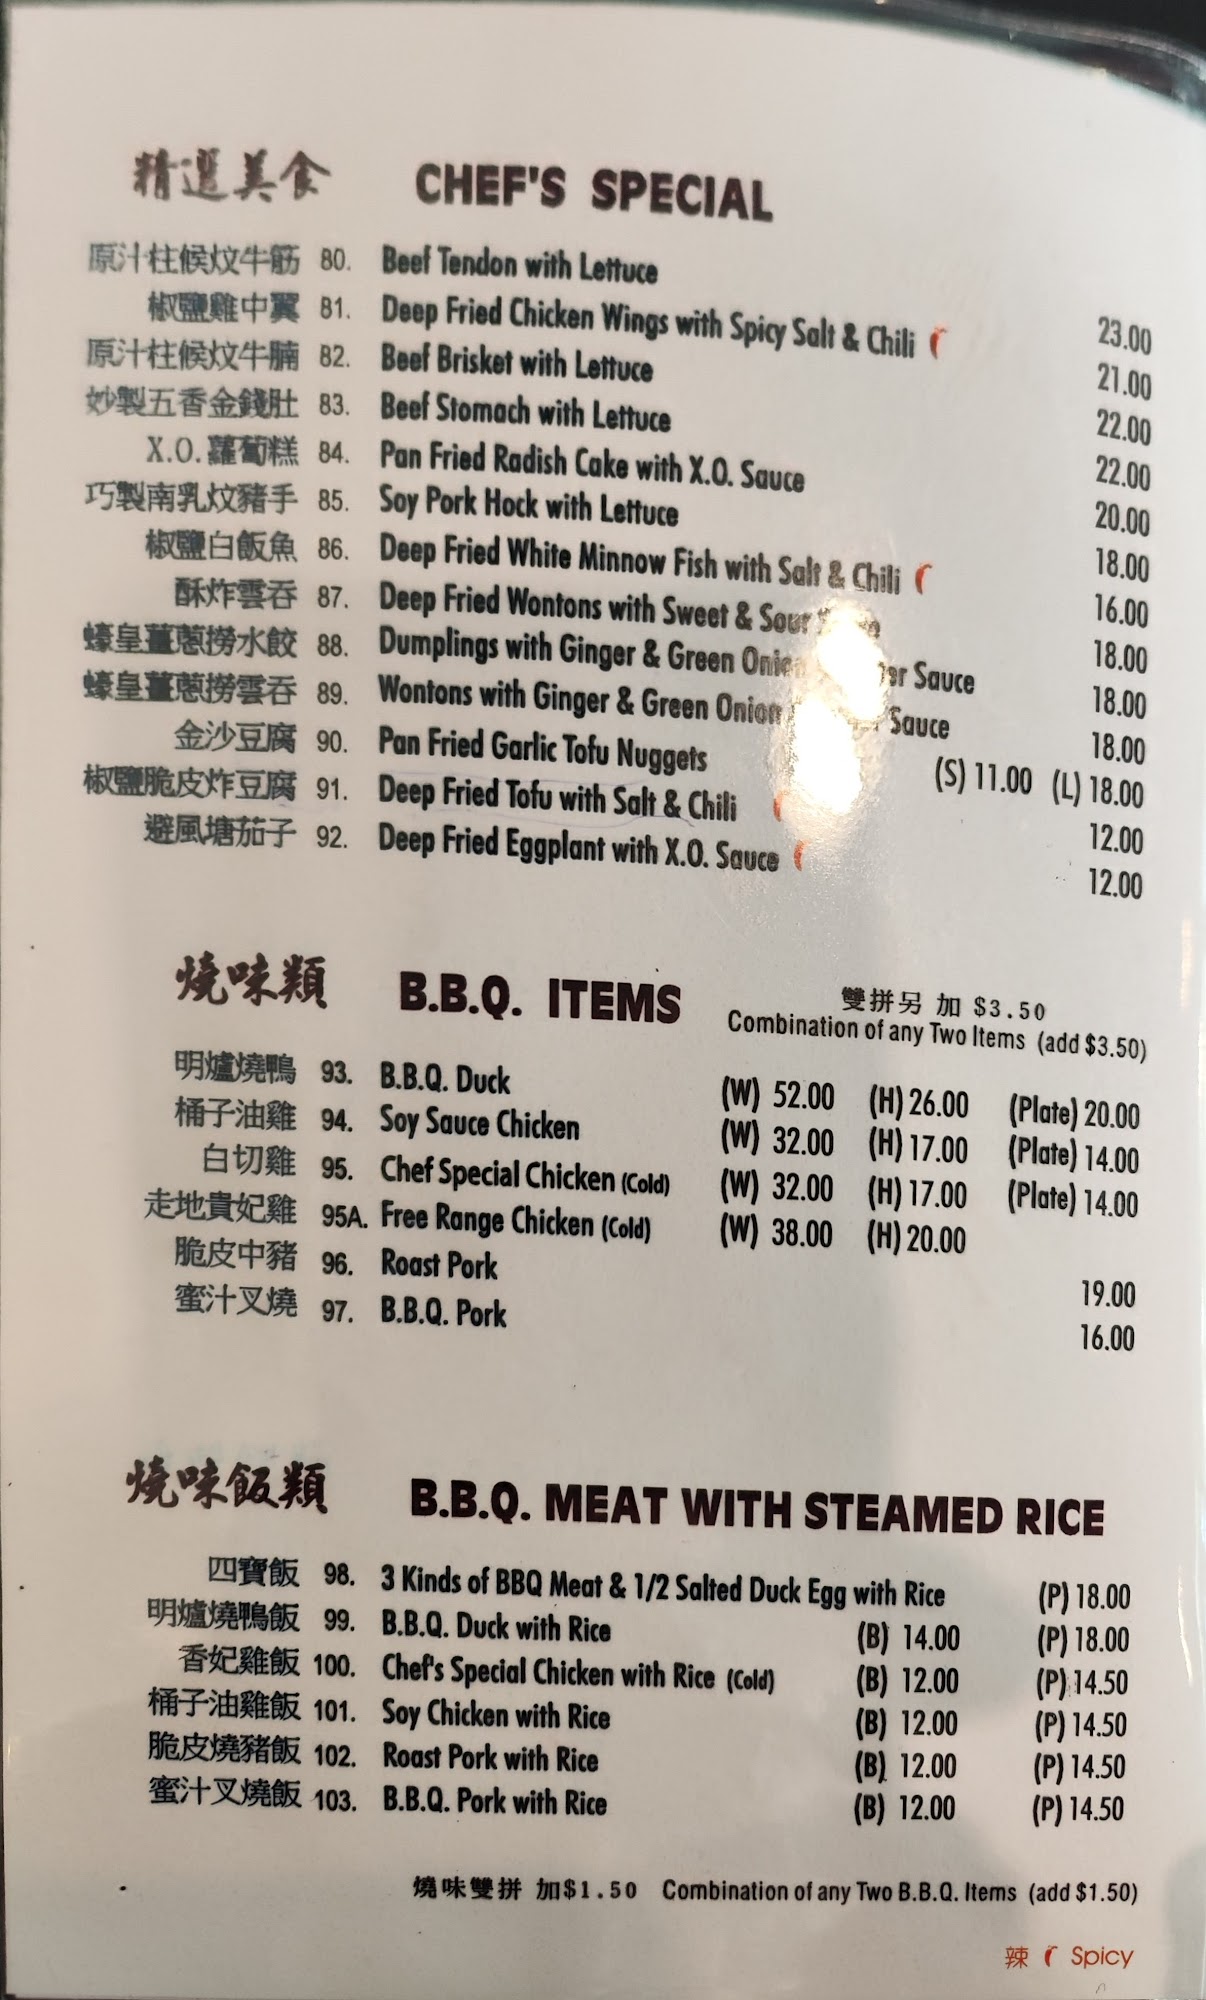 精選美食 CHEF'S SPECIAL
原汁柱候炆牛筋 80. Beef Tendon with Lettuce 23.00
椒鹽雞中翼 81. Deep Fried Chicken Wings with Spicy Salt & Chili 21.00
原汁柱候炆牛腩 82. Beef Brisket with Lettuce 22.00
妙製五香金錢肚 83. Beef Stomach with Lettuce 22.00
X.O.蘿蔔糕 84. Pan Fried Radish Cake with X.O. Sauce 20.00
巧製南乳炆豬手 85. Soy Pork Hock with Lettuce 18.00
椒鹽白飯魚 86. Deep Fried White Minnow Fish with Salt & Chili 16.00
酥炸雲吞 87. Deep Fried Wontons with Sweet & Sour 18.00
蠔皇薑蔥撈水餃 88. Dumplings with Ginger & Green Onion Sauce 18.00
蠔皇薑蔥撈雲吞 89. Wontons with Ginger & Green Onion Sauce 18.00
金沙豆腐 90. Pan Fried Garlic Tofu Nuggets (S) 11.00 (L) 18.00
椒鹽脆皮炸豆腐 91. Deep Fried Tofu with Salt & Chili 12.00
避風塘茄子 92. Deep Fried Eggplant with X.O. Sauce 12.00
燒味類 B.B.Q. ITEMS
雙拼另 加 $3.50
Combination of any Two Items (add $3.50)
明爐燒鴨 93. B.B.Q. Duck (W) 52.00 (H) 26.00 (Plate) 20.00
桶子油雞 94. Soy Sauce Chicken (W) 32.00 (H) 17.00 (Plate) 14.00
白切雞 95. Chef Special Chicken (Cold) (W) 32.00 (H) 17.00 (Plate) 14.00
走地貴妃雞 95A. Free Range Chicken (Cold) (W) 38.00 (H) 20.00
脆皮中豬 96. Roast Pork 19.00
蜜汁叉燒 97. B.B.Q. Pork 16.00
燒味飯類 B.B.Q. MEAT WITH STEAMED RICE
四寶飯 98. 3 Kinds of BBQ Meat & 1/2 Salted Duck Egg with Rice (P) 18.00
明爐燒鴨飯 99. B.B.Q. Duck with Rice (B) 14.00 (P) 18.00
香妃雞飯 100. Chef's Special Chicken with Rice (Cold) (B) 12.00 (P) 14.50
桶子油雞飯 101. Soy Chicken with Rice (B) 12.00 (P) 14.50
脆皮燒豬飯 102. Roast Pork with Rice (B) 12.00 (P) 14.50
蜜汁叉燒飯 103. B.B.Q. Pork with Rice (B) 12.00 (P) 14.50
燒味雙拼 加$1.50 Combination of any Two B.B.Q. Items (add $1.50)
辣 Spicy